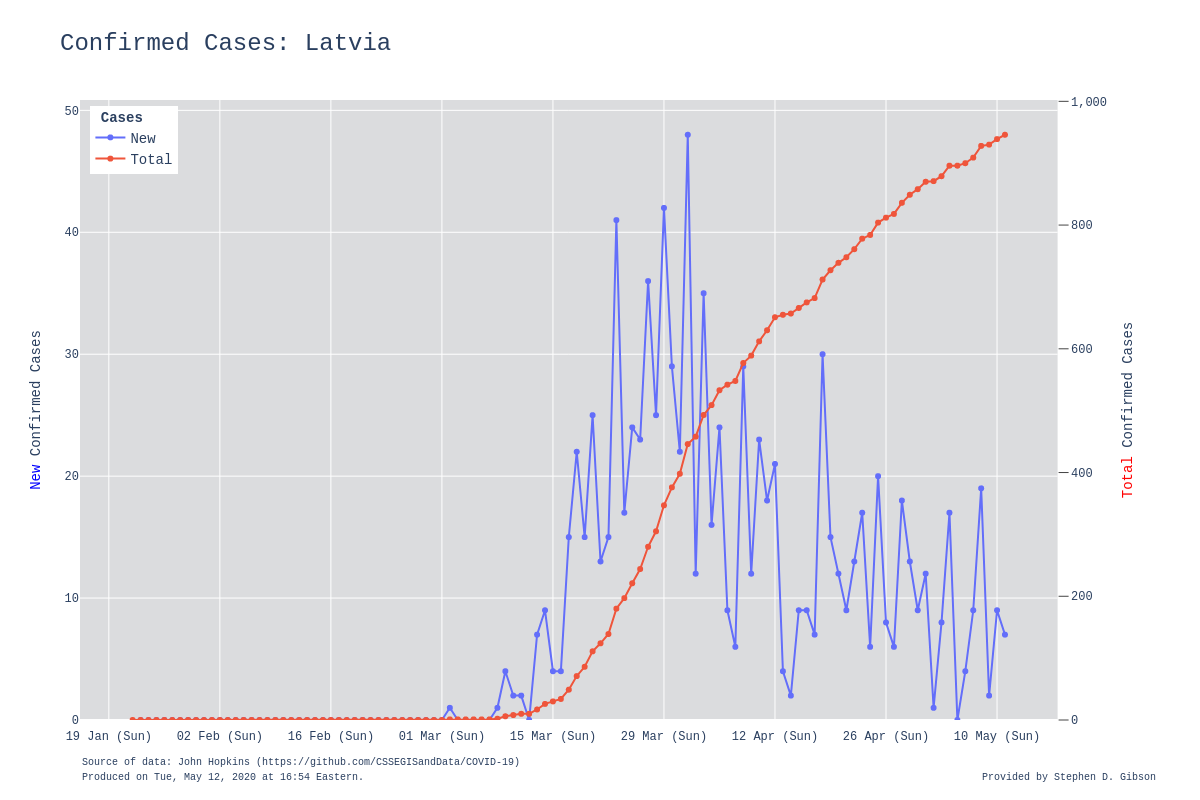 Confirmed Cases: Latvia
Cases
New
Total
50
40
30
20
10
0
1,000
800
600
400
200
0
New Confirmed Cases
Total Confirmed Cases
19 Jan (Sun) 02 Feb (Sun) 16 Feb (Sun) 01 Mar (Sun) 15 Mar (Sun) 29 Mar (Sun) 12 Apr (Sun) 26 Apr (Sun) 10 May (Sun)
Source of data: John Hopkins (https://github.com/CSSEGISandData/COVID-19)
Produced on Tue, May 12, 2020 at 16:54 Eastern.
Provided by Stephen D. Gibson